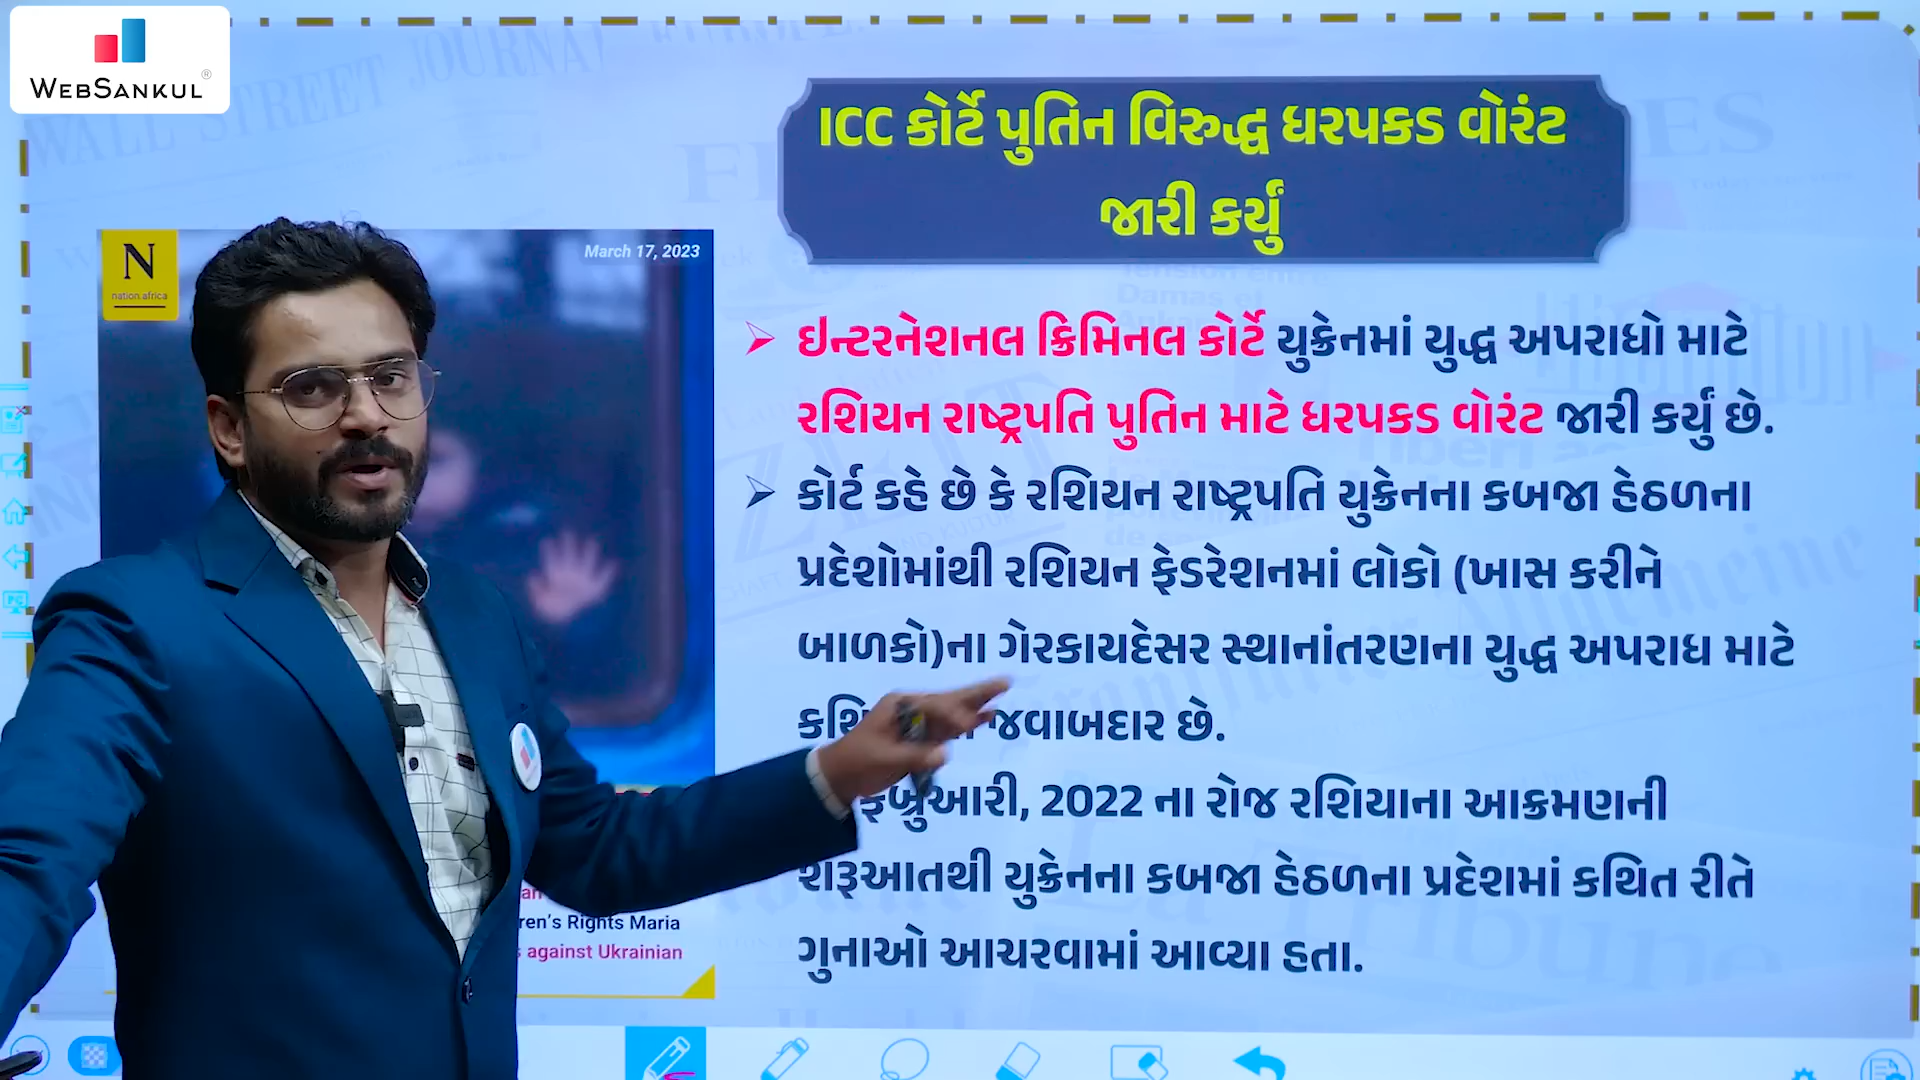 WEBSANKUL
ICC કોર્ટે પુતિન વિરુદ્ધ ધરપકડ વોરંટ
જારી કર્યું
N
nation.africa
March 17, 2023
ઇન્ટરનેશનલ ક્રિમિનલ કોર્ટે યુક્રેનમાં યુદ્ધ અપરાધો માટે
રશિયન રાષ્ટ્રપતિ પુતિન માટે ધરપકડ વોરંટ જારી કર્યું છે.
કોર્ટ કહે છે કે રશિયન રાષ્ટ્રપતિ યુક્રેનના કબજા હેઠળના
પ્રદેશોમાંથી રશિયન ફેડરેશનમાં લોકો (ખાસ કરીને
બાળકો)ના ગેરકાયદેસર સ્થાનાંતરણના યુદ્ધ અપરાધ માટે
જવાબદાર છે.
ફેબ્રુઆરી, 2022 ના રોજ રશિયાના આક્રમણની
શરૂઆતથી યુક્રેનના કબજા હેઠળના પ્રદેશમાં કથિત રીતે
ગુનાઓ આચરવામાં આવ્યા હતા.
ren's Rights Maria
against Ukrainian